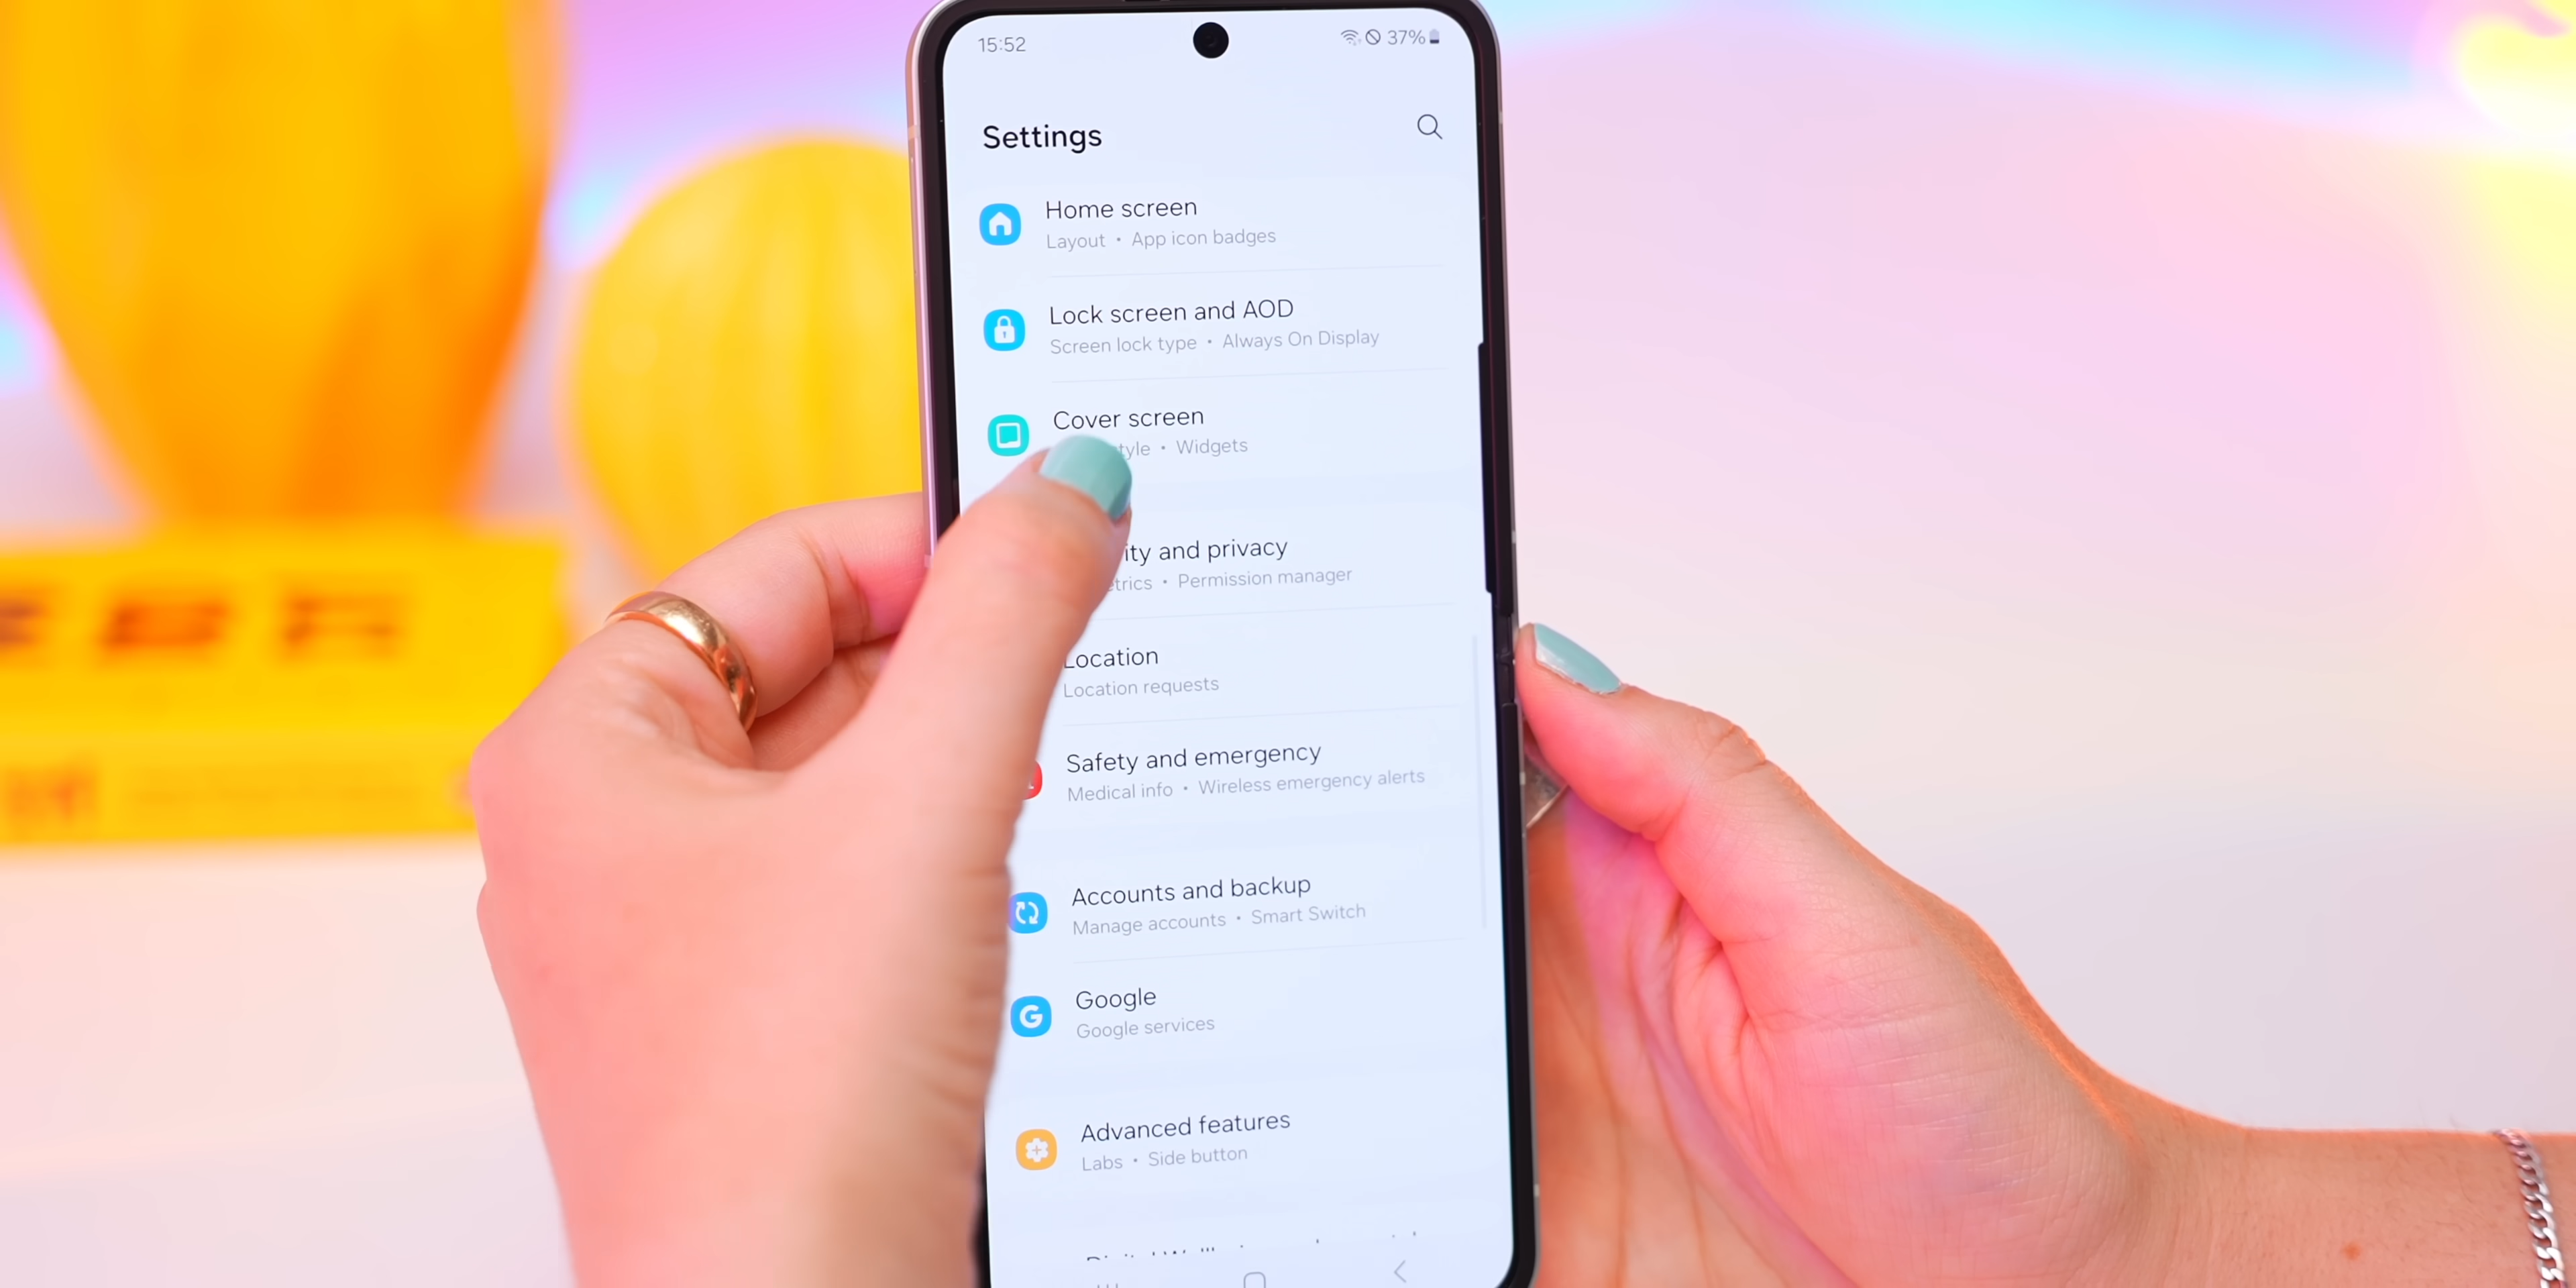 15:52
37%
Settings
Home screen
Layout • App icon badges
Lock screen and AOD
Screen lock type • Always On Display
Cover screen
tyle • Widgets
ity and privacy
etrics • Permission manager
Location
Location requests
Safety and emergency
Medical info • Wireless emergency alerts
Accounts and backup
Manage accounts • Smart Switch
Google
G
Google services
Advanced features
Labs • Side button